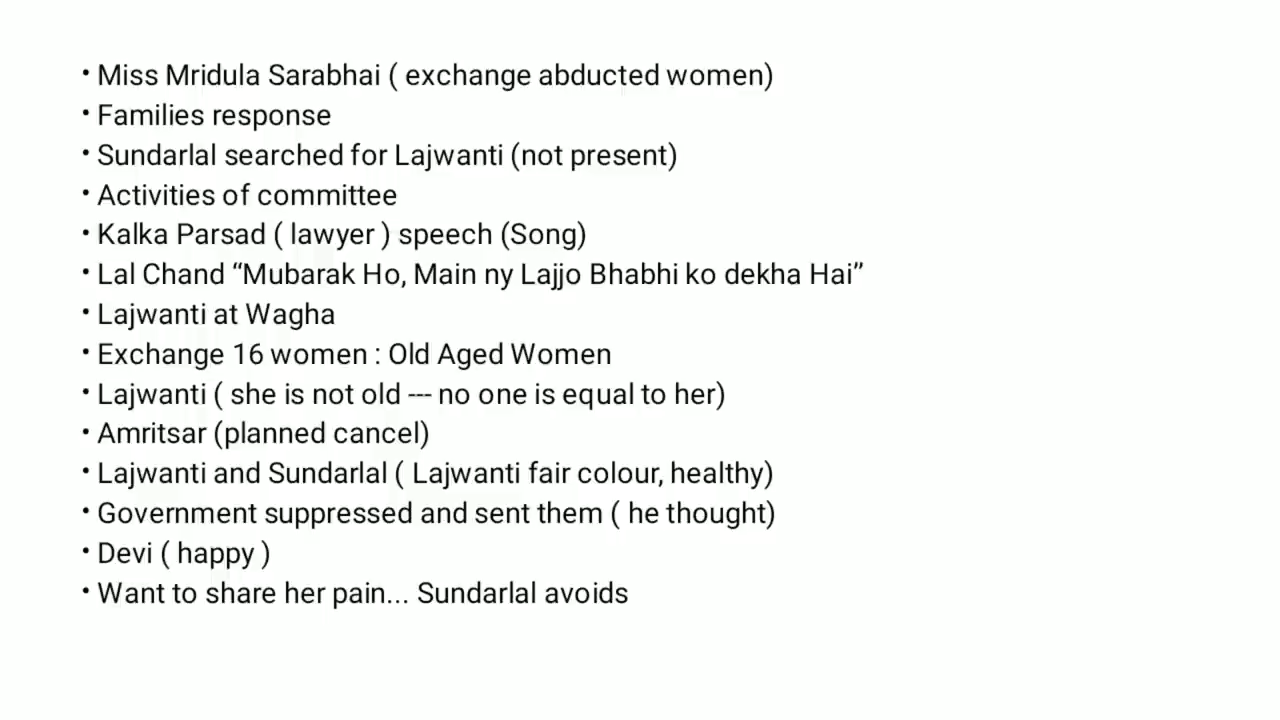 • Miss Mridula Sarabhai ( exchange abducted women)
• Families response
• Sundarlal searched for Lajwanti (not present)
• Activities of committee
• Kalka Parsad ( lawyer ) speech (Song)
• Lal Chand “Mubarak Ho, Main ny Lajjo Bhabhi ko dekha Hai”
• Lajwanti at Wagha
• Exchange 16 women : Old Aged Women
• Lajwanti ( she is not old --- no one is equal to her)
• Amritsar (planned cancel)
• Lajwanti and Sundarlal ( Lajwanti fair colour, healthy)
• Government suppressed and sent them ( he thought)
• Devi ( happy )
• Want to share her pain... Sundarlal avoids